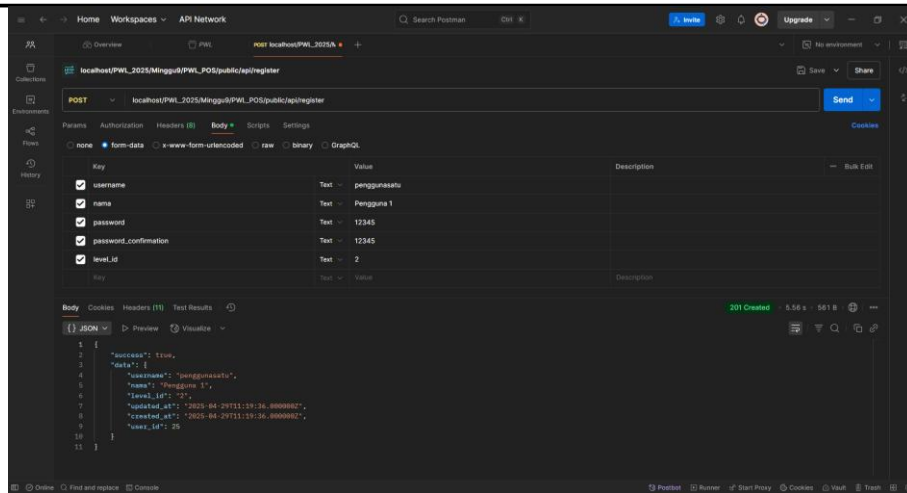 Home Workspaces API Network Search Postman Ctrl K Invite Upgrade
Overview PWL POST localhost/PWL_2025/M No environment
Collections
Environments
Flows
History
localhost/PWL_2025/Minggu9/PWL_POS/public/api/register Save Share
POST localhost/PWL_2025/Minggu9/PWL_POS/public/api/register Send
Params Authorization Headers (8) Body Scripts Settings Cookies
none form-data x-www-form-urlencoded raw binary GraphQL
Key Value Description Bulk Edit
username Text penggunasatu
nama Text Pengguna 1
password Text 12345
password_confirmation Text 12345
level_id Text 2
Key Text Value Description
Body Cookies Headers (11) Test Results 201 Created 5.56 s 561 B
{} JSON Preview Visualize
1 {
2 "success": true,
3 "data": {
4 "username": "penggunasatu",
5 "nama": "Pengguna 1",
6 "level_id": "2",
7 "updated_at": "2025-04-29T11:19:36.000000Z",
8 "created_at": "2025-04-29T11:19:36.000000Z",
9 "user_id": 25
10 }
11 }
Online Find and replace Console Postbot Runner Start Proxy Cookies Vault Trash